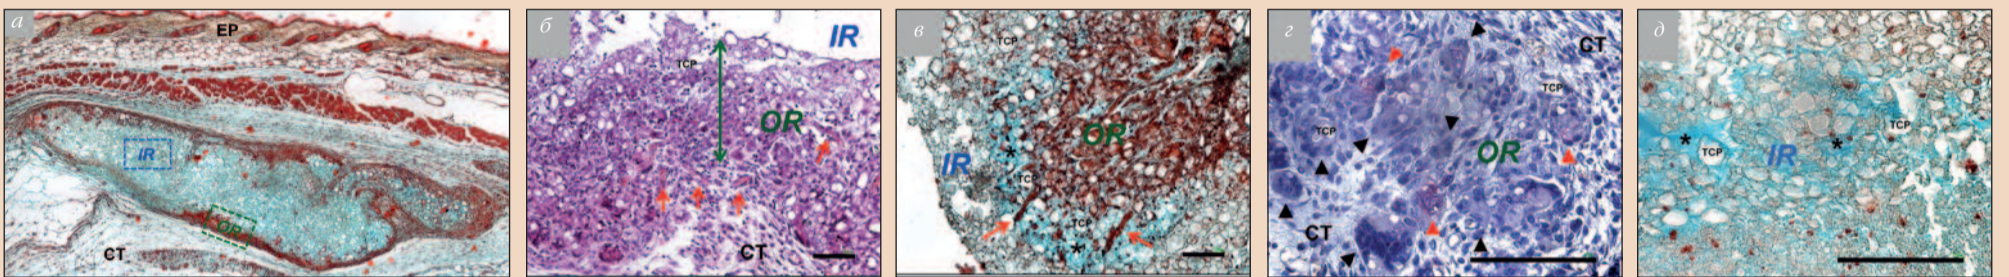 а
EP
IR
OR
CT
б
IR
TCP
OR
CT
в
TCP
IR
OR
*
TCP
TCP
*
г
CT
TCP
TCP
OR
CT
д
*
TCP
IR
*
TCP